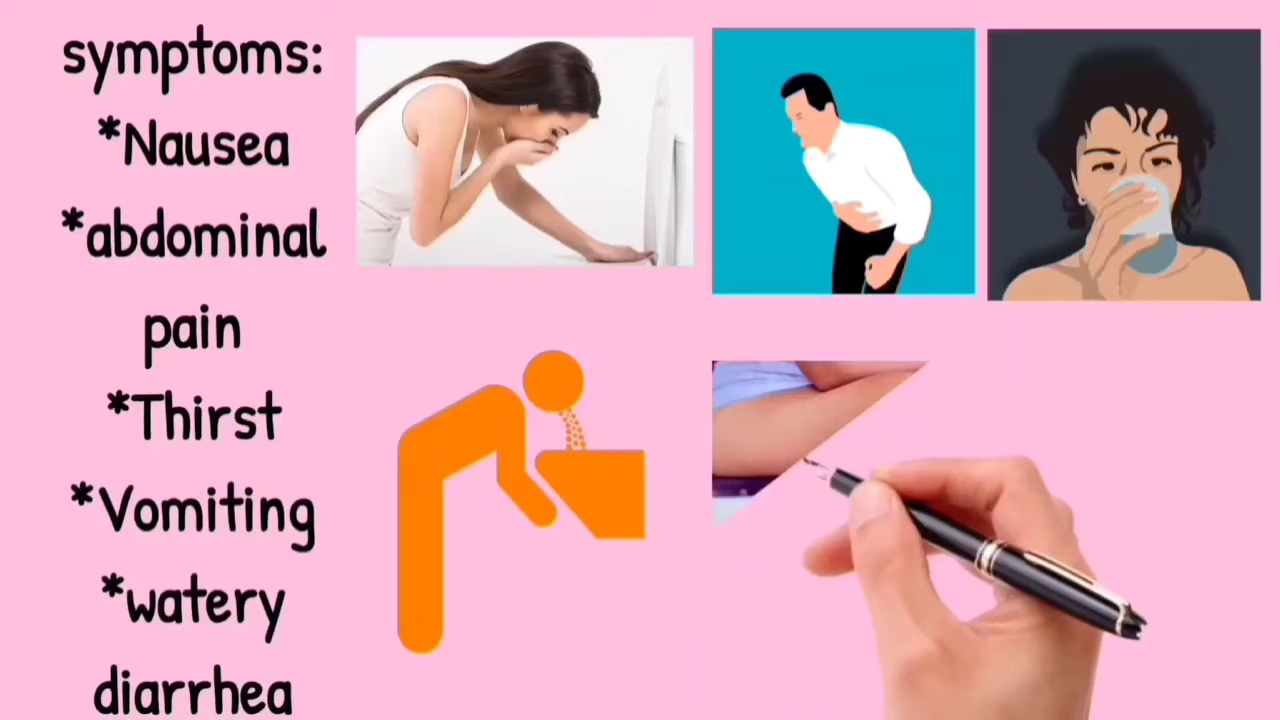 symptoms:
*Nausea
*abdominal
pain
*Thirst
*Vomiting
*watery
diarrhea